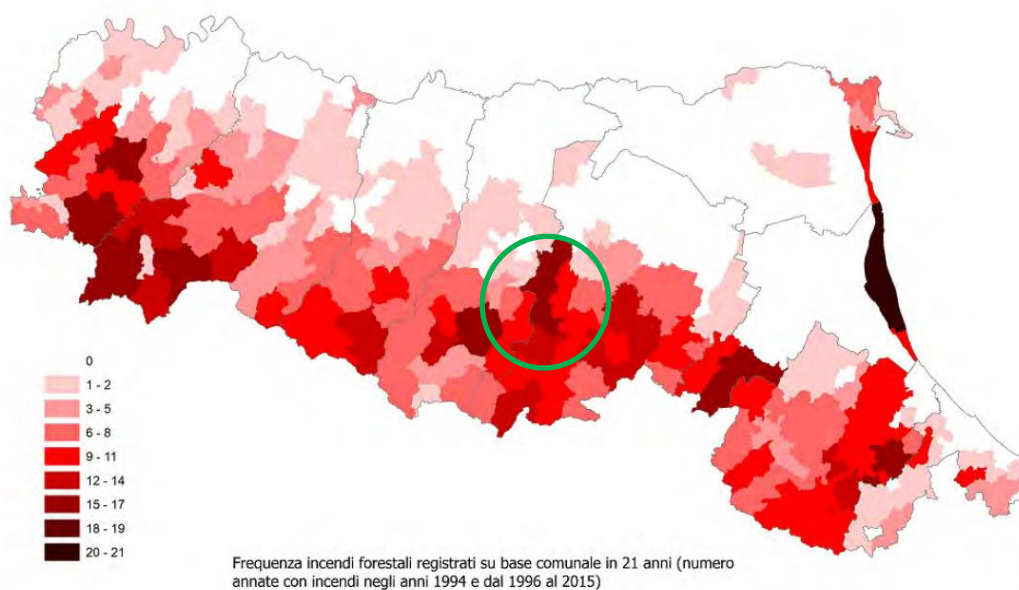 0
1 - 2
3 - 5
6 - 8
9 - 11
12 - 14
15 - 17
18 - 19
20 - 21
Frequenza incendi forestali registrati su base comunale in 21 anni (numero
annate con incendi negli anni 1994 e dal 1996 al 2015)